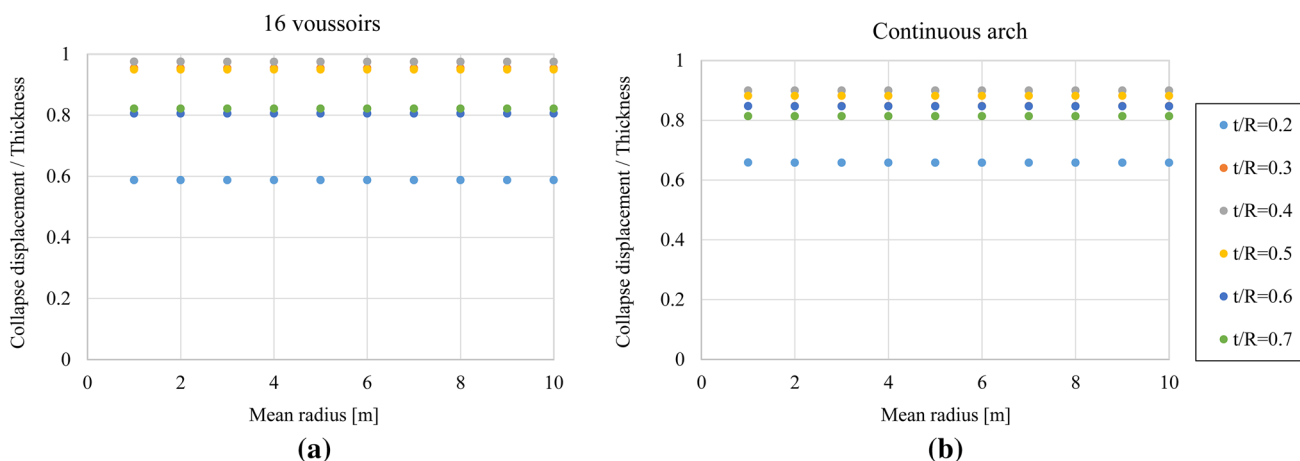 16 voussoirs
Collapse displacement / Thickness
1
0.8
0.6
0.4
0.2
0
0 2 4 6 8 10
Mean radius [m]
(a)
Continuous arch
Collapse displacement / Thickness
1
0.8
0.6
0.4
0.2
0
0 2 4 6 8 10
Mean radius [m]
(b)
t/R=0.2
t/R=0.3
t/R=0.4
t/R=0.5
t/R=0.6
t/R=0.7